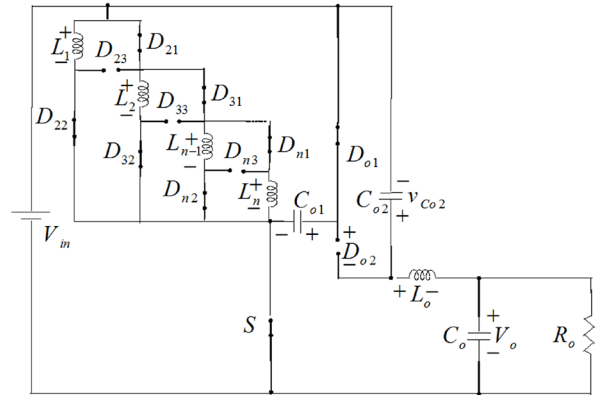 +
L1
−
D23
D21
+
L2
−
D33
D31
D22
D32
+
Ln−1
−
Dn3
Dn1
Dn2
+
Ln
Co1
− +
Do1
−
Co2
vCo2
+
+
Do2
−
Vin
+ −
Lo
S
+
Co
Vo
−
Ro